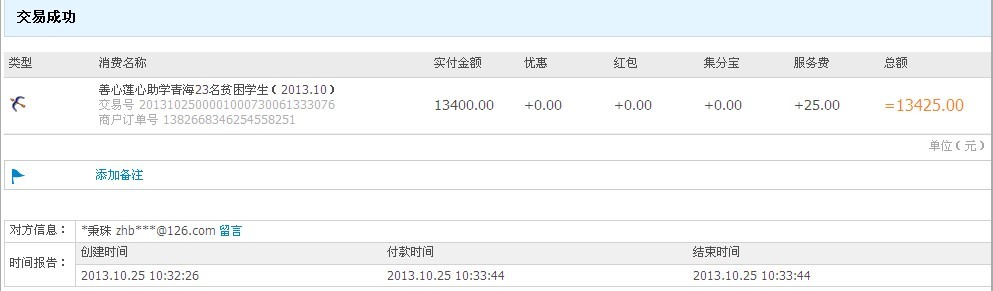 交易成功
类型 消费名称 实付金额 优惠 红包 集分宝 服务费 总额
善心莲心助学青海23名贫困学生（2013.10）
交易号 2013102500001000730061333076
商户订单号 1382668346254558251
13400.00 +0.00 +0.00 +0.00 +25.00 =13425.00
单位（元）
添加备注
对方信息： *秉珠 zhb***@126.com 留言
时间报告： 创建时间 付款时间 结束时间
2013.10.25 10:32:26 2013.10.25 10:33:44 2013.10.25 10:33:44